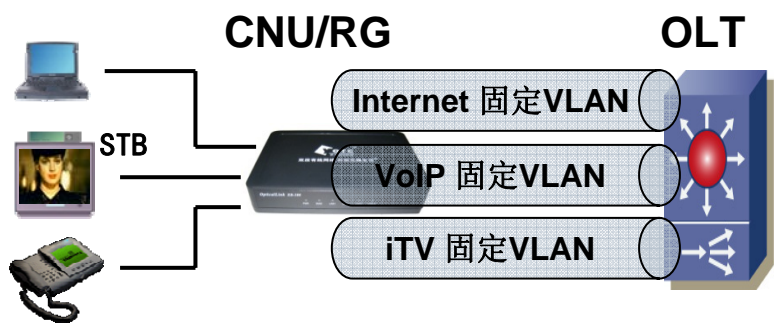 CNU/RG
OLT
STB
Internet 固定VLAN
VoIP 固定VLAN
iTV 固定VLAN